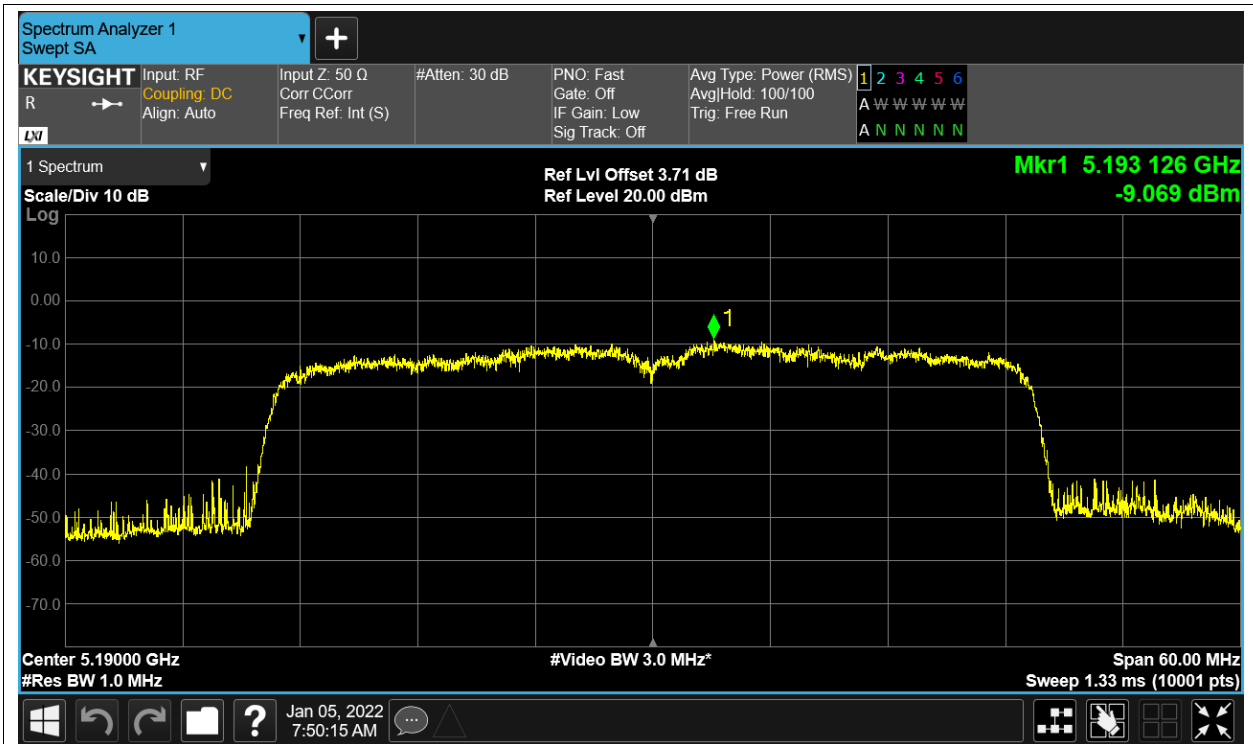 Spectrum Analyzer 1
Swept SA
KEYSIGHT
R
LXI
Input: RF
Coupling: DC
Align: Auto
Input Z: 50 Ω
Corr CCorr
Freq Ref: Int (S)
#Atten: 30 dB
PNO: Fast
Gate: Off
IF Gain: Low
Sig Track: Off
Avg Type: Power (RMS)
Avg|Hold: 100/100
Trig: Free Run
1 2 3 4 5 6
A W W W W W
A N N N N N
1 Spectrum
Scale/Div 10 dB
Log
Ref Lvl Offset 3.71 dB
Ref Level 20.00 dBm
Mkr1 5.193 126 GHz
-9.069 dBm
10.0
0.00
-10.0
-20.0
-30.0
-40.0
-50.0
-60.0
-70.0
1
Center 5.19000 GHz
#Res BW 1.0 MHz
#Video BW 3.0 MHz*
Span 60.00 MHz
Sweep 1.33 ms (10001 pts)
?
Jan 05, 2022
7:50:15 AM